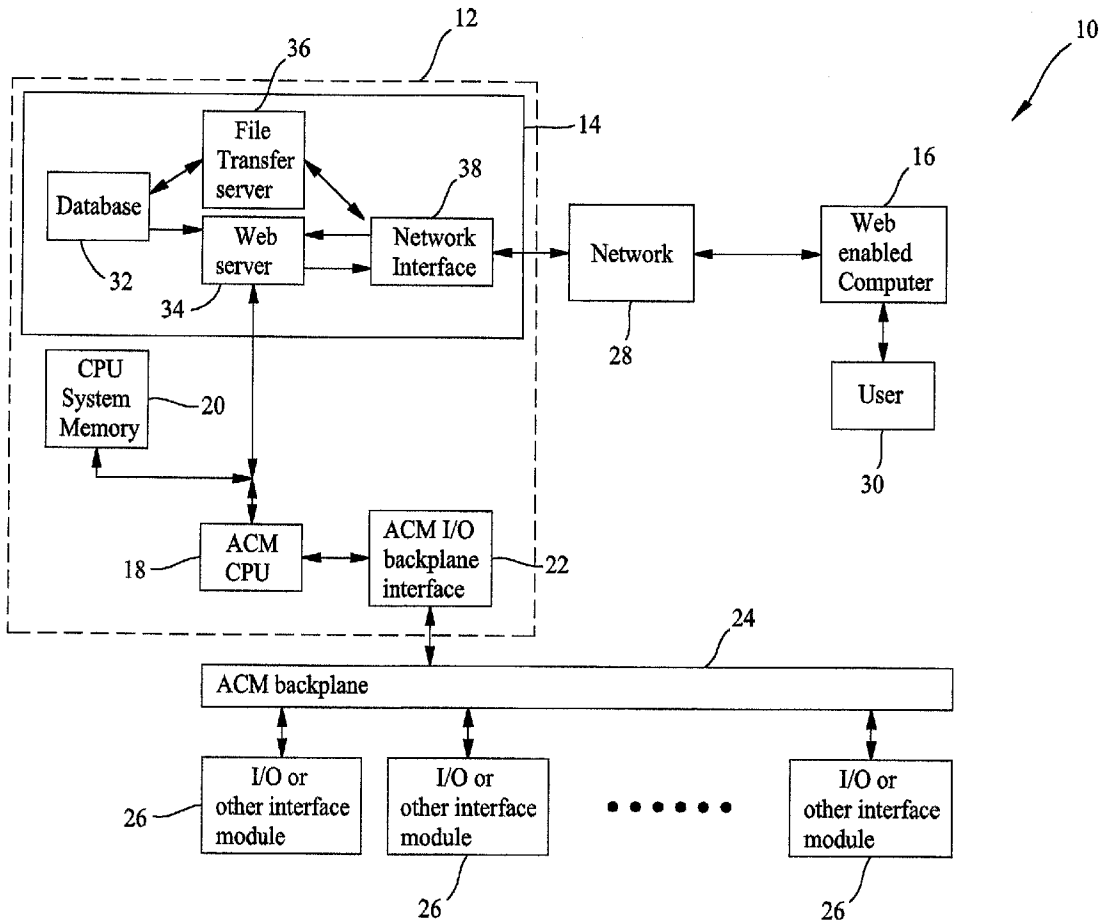 10
12
36
14
File
Transfer
server
38
16
Database
Web
server
Network
Interface
Network
Web
enabled
Computer
32
34
28
CPU
System
Memory
20
User
30
18
ACM
CPU
ACM I/O
backplane
interface
22
24
ACM backplane
I/O or
other interface
module
26
I/O or
other interface
module
26
I/O or
other interface
module
26